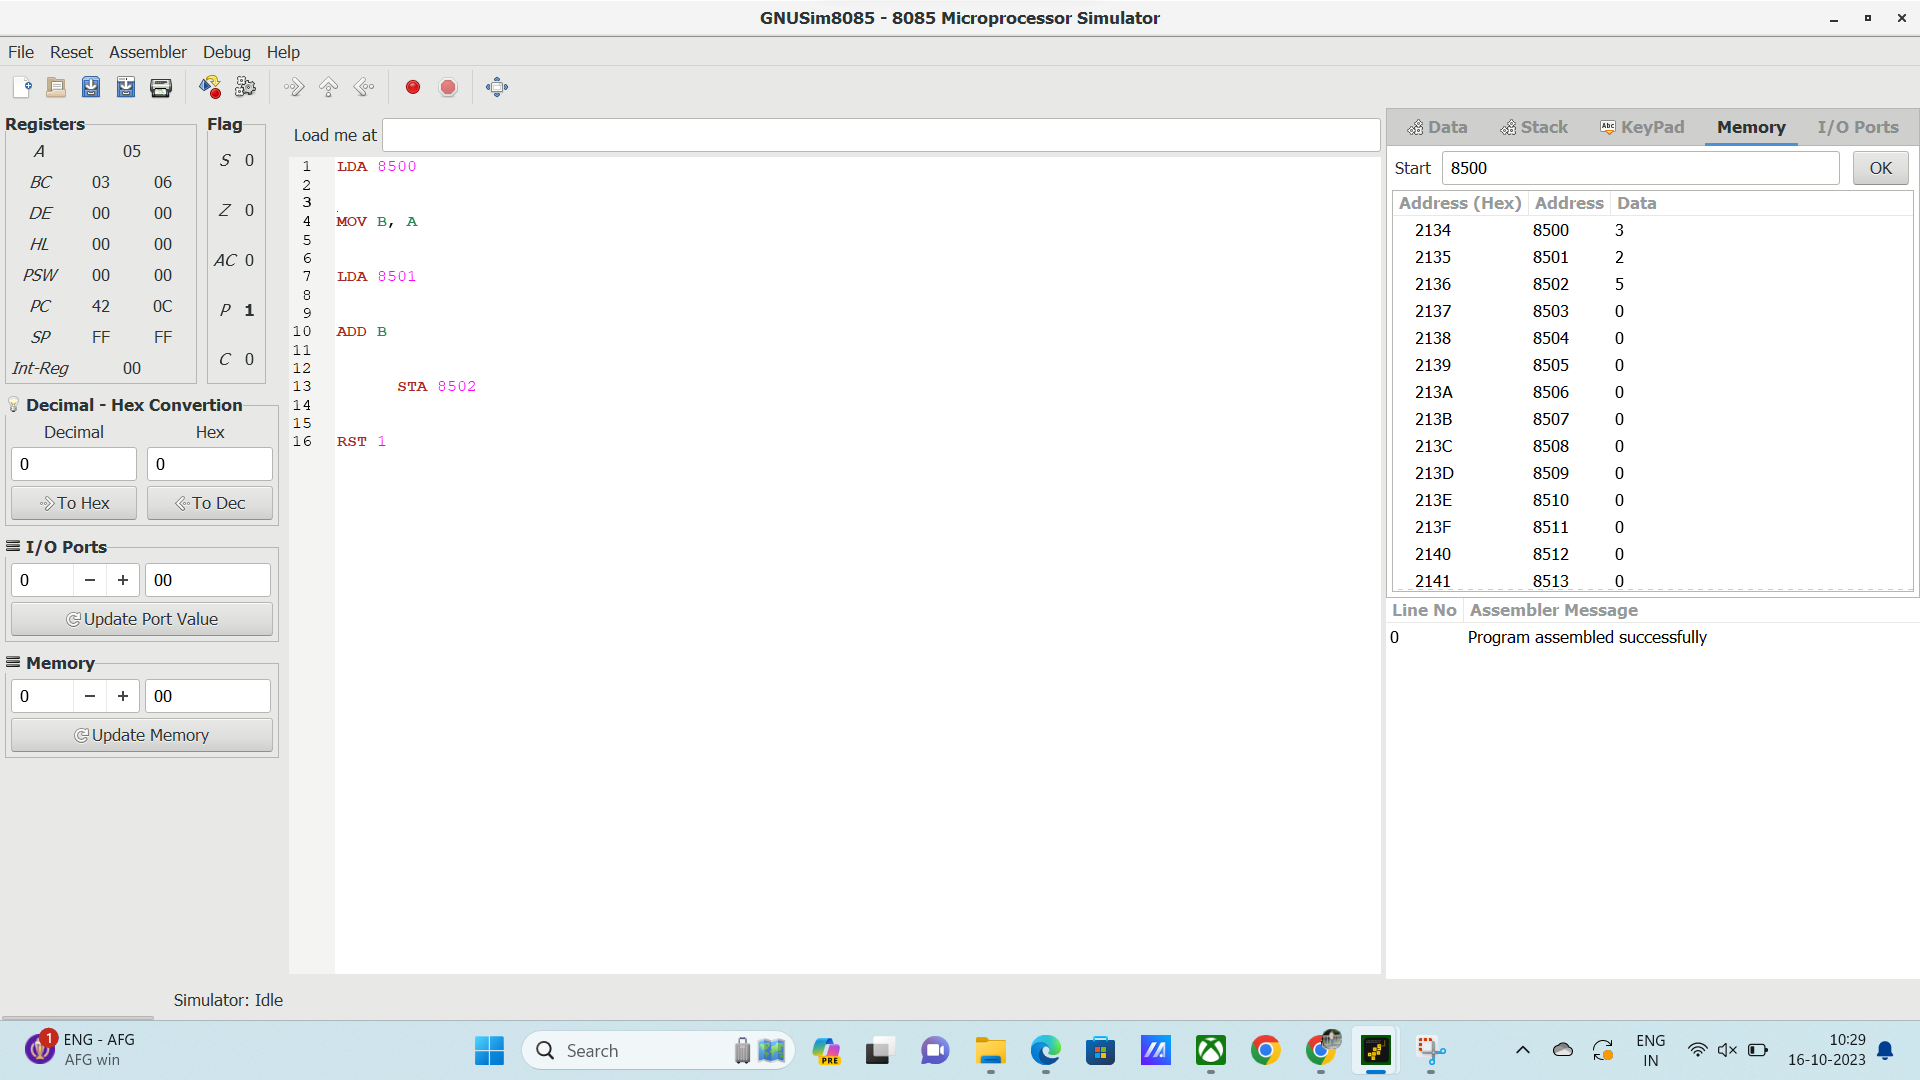 GNUSim8085 - 8085 Microprocessor Simulator
File Reset Assembler Debug Help
Registers
A 05
BC 03 06
DE 00 00
HL 00 00
PSW 00 00
PC 42 0C
SP FF FF
Int-Reg 00
Flag
S 0
Z 0
AC 0
P 1
C 0
Decimal - Hex Convertion
Decimal Hex
0 0
To Hex To Dec
I/O Ports
0 − + 00
Update Port Value
Memory
0 − + 00
Update Memory
Load me at
1 LDA 8500
2
3
4 MOV B, A
5
6
7 LDA 8501
8
9
10 ADD B
11
12
13 STA 8502
14
15
16 RST 1
Data Stack Abc KeyPad Memory I/O Ports
Start 8500 OK
Address (Hex) Address Data
2134 8500 3
2135 8501 2
2136 8502 5
2137 8503 0
2138 8504 0
2139 8505 0
213A 8506 0
213B 8507 0
213C 8508 0
213D 8509 0
213E 8510 0
213F 8511 0
2140 8512 0
2141 8513 0
Line No Assembler Message
0 Program assembled successfully
Simulator: Idle
1 ENG - AFG
AFG win
Search
PRE
ENG
IN
10:29
16-10-2023